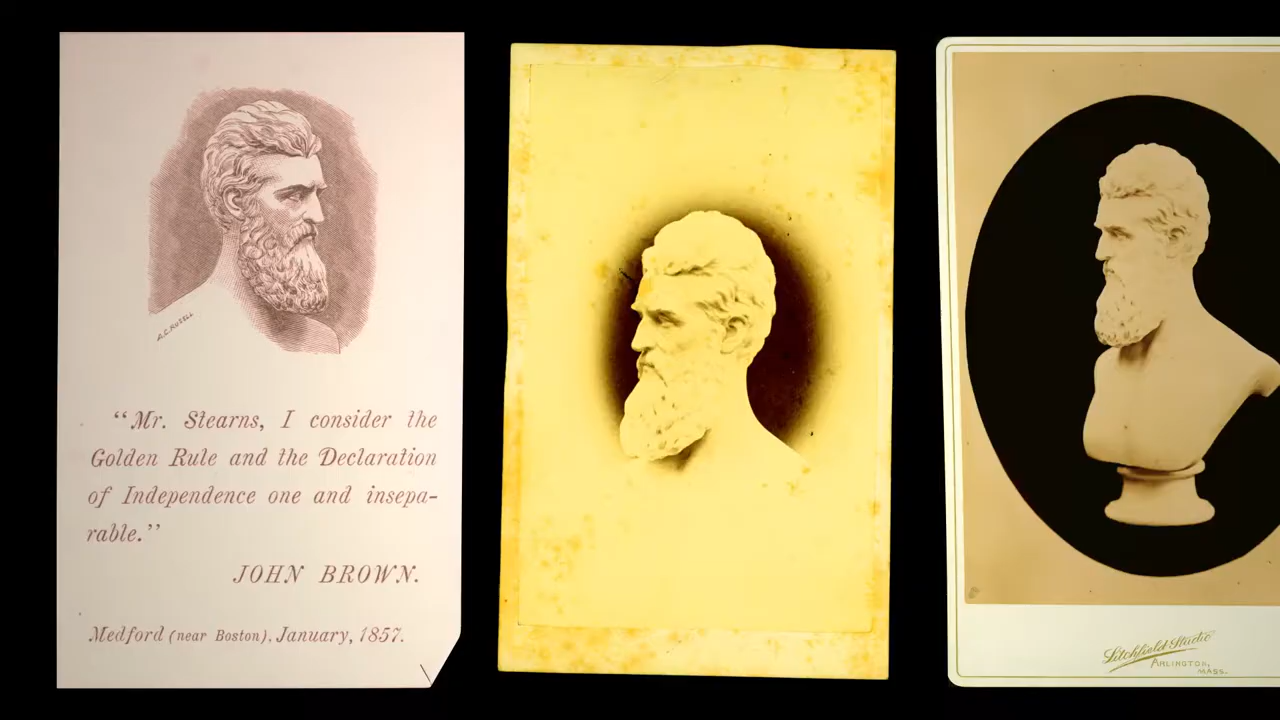 R.C. RUZELL
“Mr. Stearns, I consider the
Golden Rule and the Declaration
of Independence one and insepa-
rable.”
JOHN BROWN.
Medford (near Boston), January, 1857.
Litchfield Studio
ARLINGTON,
MASS.